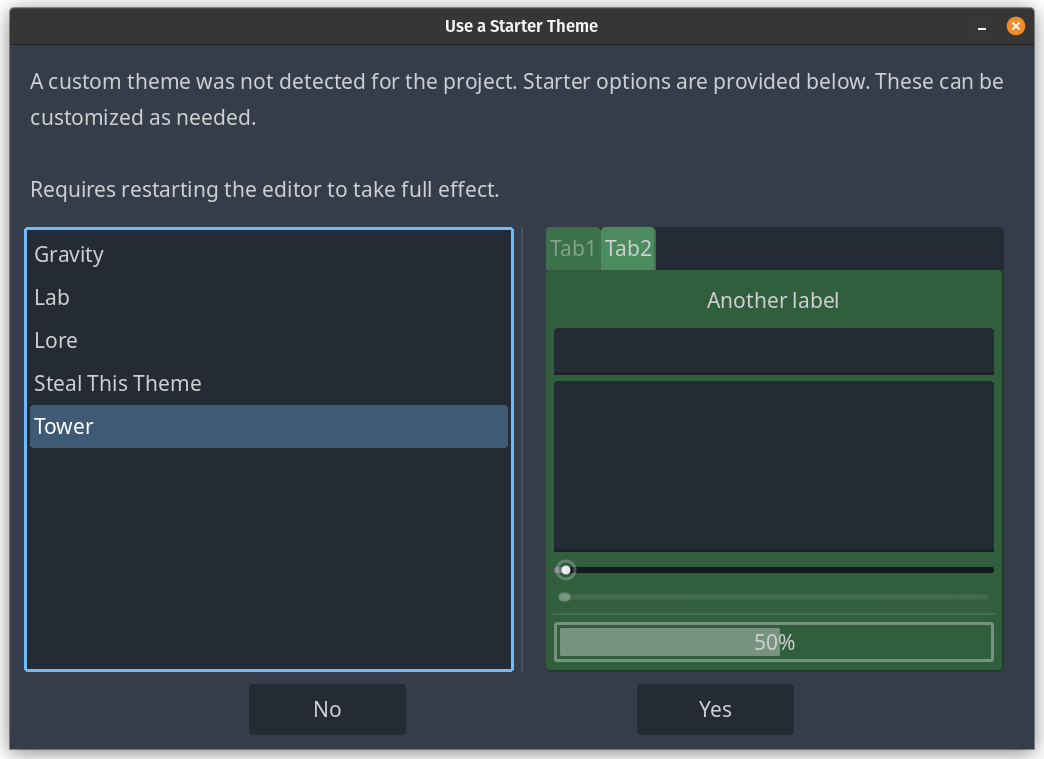 Use a Starter Theme
A custom theme was not detected for the project. Starter options are provided below. These can be
customized as needed.
Requires restarting the editor to take full effect.
Gravity
Lab
Lore
Steal This Theme
Tower
Tab1 Tab2
Another label
50%
No
Yes